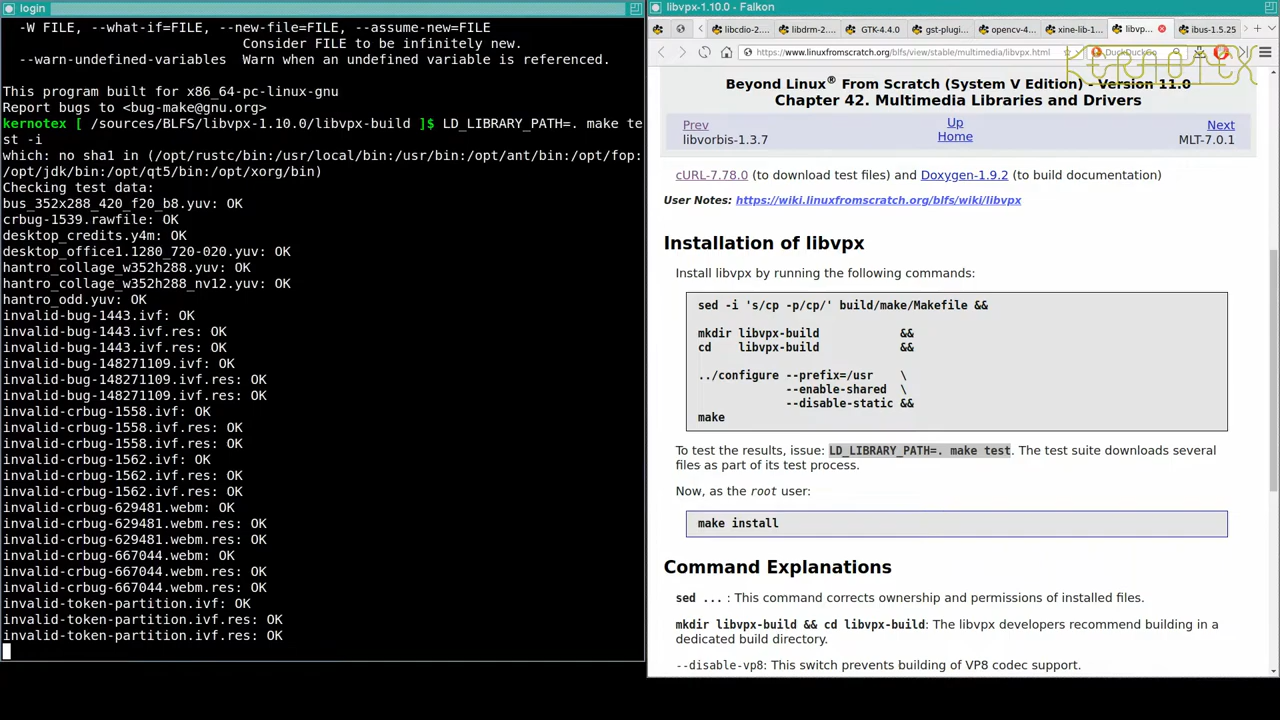 login
-W FILE, --what-if=FILE, --new-file=FILE, --assume-new=FILE
Consider FILE to be infinitely new.
--warn-undefined-variables  Warn when an undefined variable is referenced.
This program built for x86_64-pc-linux-gnu
Report bugs to <bug-make@gnu.org>
kernotex [ /sources/BLFS/libvpx-1.10.0/libvpx-build ]$ LD_LIBRARY_PATH=. make te
st -i
which: no sha1 in (/opt/rustc/bin:/usr/local/bin:/usr/bin:/opt/ant/bin:/opt/fop:
/opt/jdk/bin:/opt/qt5/bin:/opt/xorg/bin)
Checking test data:
bus_352x288_420_f20_b8.yuv: OK
crbug-1539.rawfile: OK
desktop_credits.y4m: OK
desktop_office1.1280_720-020.yuv: OK
hantro_collage_w352h288.yuv: OK
hantro_collage_w352h288_nv12.yuv: OK
hantro_odd.yuv: OK
invalid-bug-1443.ivf: OK
invalid-bug-1443.ivf.res: OK
invalid-bug-1443.ivf.res: OK
invalid-bug-148271109.ivf: OK
invalid-bug-148271109.ivf.res: OK
invalid-bug-148271109.ivf.res: OK
invalid-crbug-1558.ivf: OK
invalid-crbug-1558.ivf.res: OK
invalid-crbug-1558.ivf.res: OK
invalid-crbug-1562.ivf: OK
invalid-crbug-1562.ivf.res: OK
invalid-crbug-1562.ivf.res: OK
invalid-crbug-629481.webm: OK
invalid-crbug-629481.webm.res: OK
invalid-crbug-629481.webm.res: OK
invalid-crbug-667044.webm: OK
invalid-crbug-667044.webm.res: OK
invalid-crbug-667044.webm.res: OK
invalid-token-partition.ivf: OK
invalid-token-partition.ivf.res: OK
invalid-token-partition.ivf.res: OK
libvpx-1.10.0 - Falkon
libcdio-2... libdrm-2... GTK-4.4.0 gst-plugi... opencv-4... xine-lib-1... libvp... ibus-1.5.25
https://www.linuxfromscratch.org/blfs/view/stable/multimedia/libvpx.html DuckDuckGo
KERNOTEX
Beyond Linux® From Scratch (System V Edition) - Version 11.0
Chapter 42. Multimedia Libraries and Drivers
Prev Up Next
libvorbis-1.3.7 Home MLT-7.0.1
cURL-7.78.0 (to download test files) and Doxygen-1.9.2 (to build documentation)
User Notes: https://wiki.linuxfromscratch.org/blfs/wiki/libvpx
Installation of libvpx
Install libvpx by running the following commands:
sed -i 's/cp -p/cp/' build/make/Makefile &&
mkdir libvpx-build &&
cd libvpx-build &&
../configure --prefix=/usr \
--enable-shared \
--disable-static &&
make
To test the results, issue: LD_LIBRARY_PATH=. make test. The test suite downloads several
files as part of its test process.
Now, as the root user:
make install
Command Explanations
sed ... : This command corrects ownership and permissions of installed files.
mkdir libvpx-build && cd libvpx-build: The libvpx developers recommend building in a
dedicated build directory.
--disable-vp8: This switch prevents building of VP8 codec support.